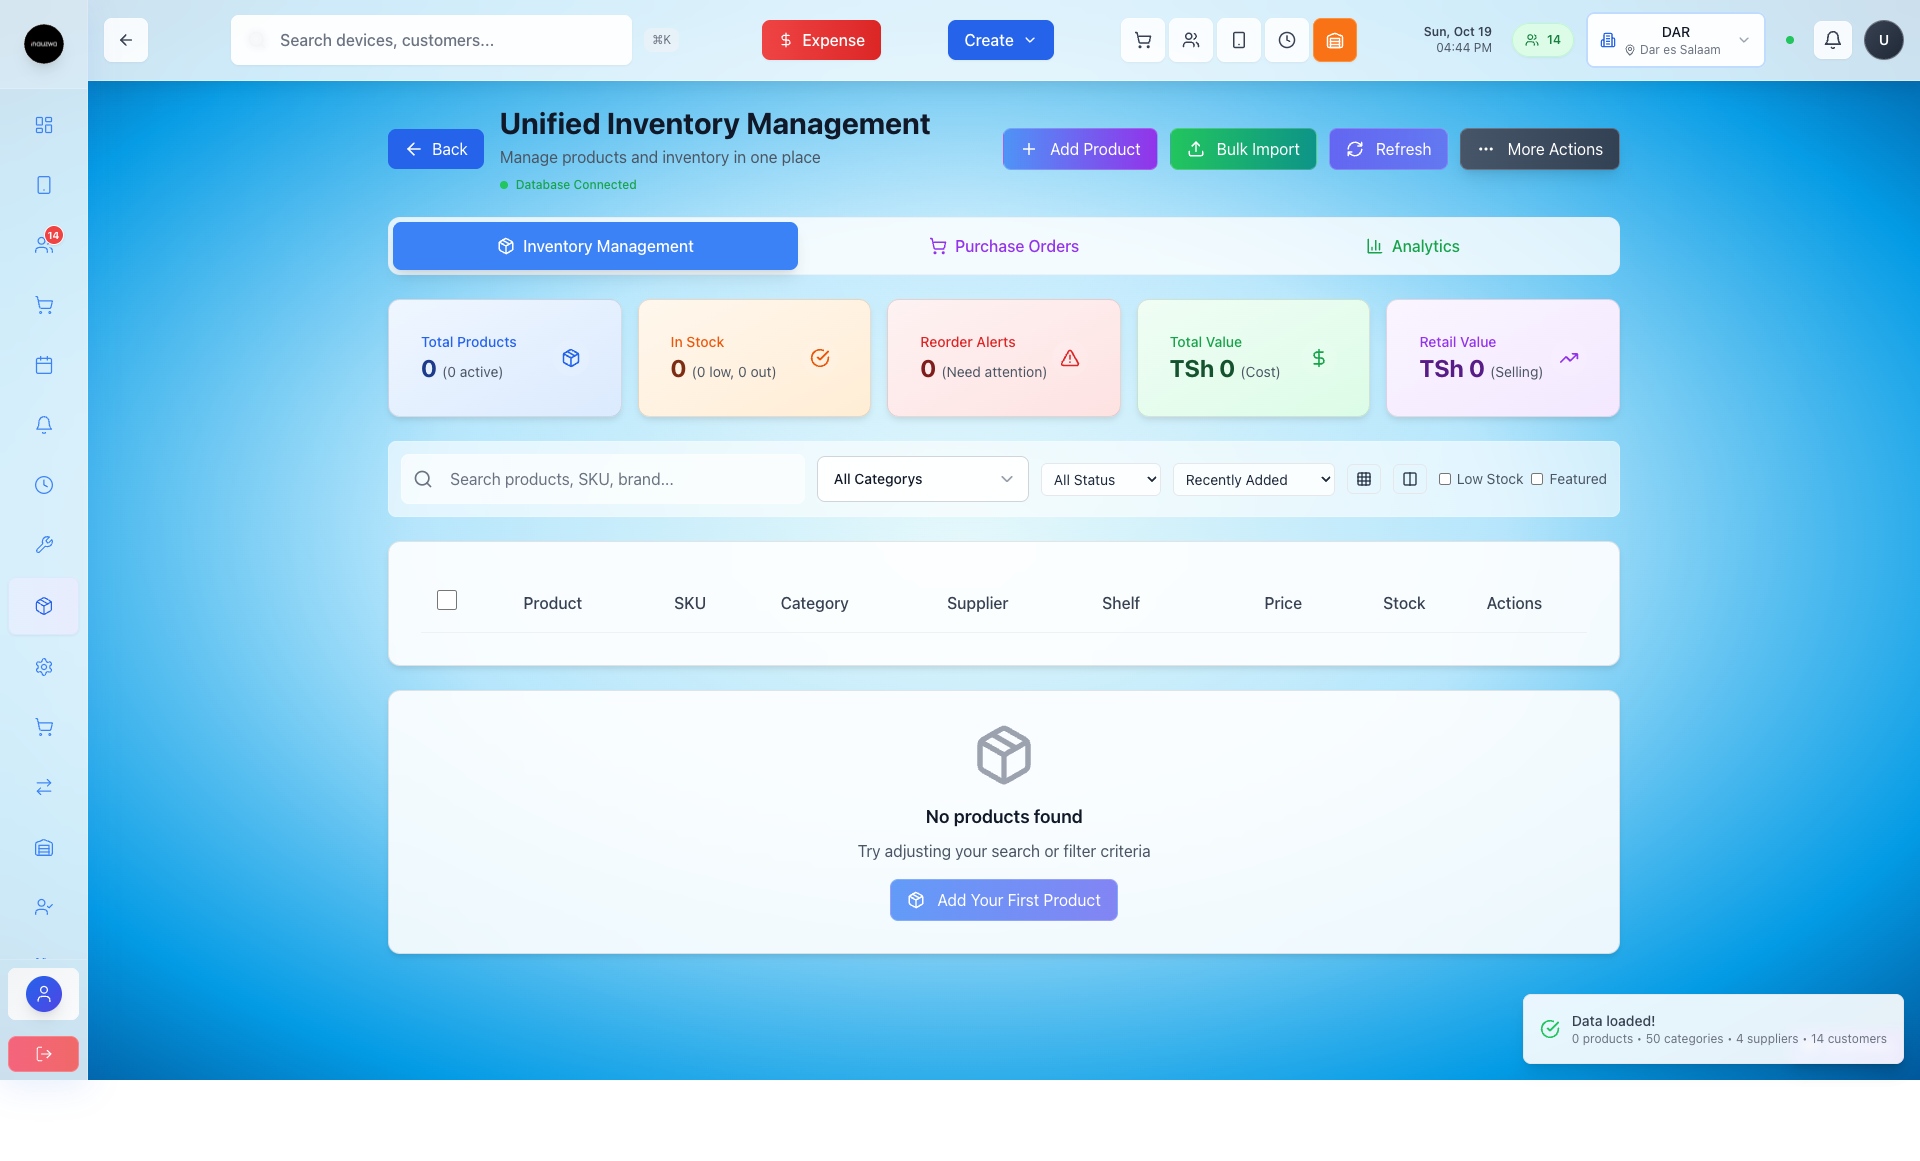 inauzwa
Search devices, customers...
⌘K
Expense
Create
Sun, Oct 19
04:44 PM
14
DAR
Dar es Salaam
U
14
Back
Unified Inventory Management
Manage products and inventory in one place
Database Connected
Add Product
Bulk Import
Refresh
More Actions
Inventory Management
Purchase Orders
Analytics
Total Products
0 (0 active)
In Stock
0 (0 low, 0 out)
Reorder Alerts
0 (Need attention)
Total Value
TSh 0 (Cost)
Retail Value
TSh 0 (Selling)
Search products, SKU, brand...
All Categorys
All Status
Recently Added
Low Stock
Featured
Product SKU Category Supplier Shelf Price Stock Actions
No products found
Try adjusting your search or filter criteria
Add Your First Product
Data loaded!
0 products • 50 categories • 4 suppliers • 14 customers